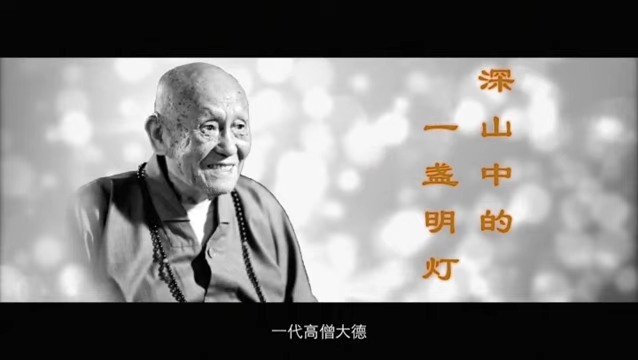 深山中的
一盏明灯
一代高僧大德